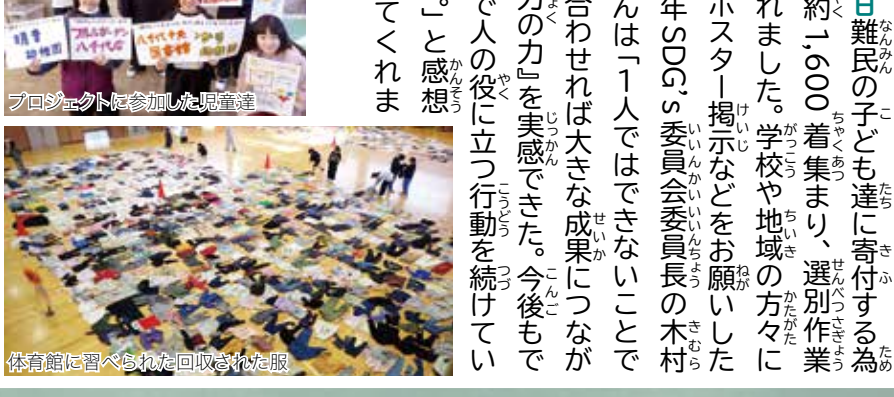 日難民の子ども達に寄付する為
約1,600着集まり、選別作業
れました。学校や地域の方々に
ポスター掲示などをお願いした
年SDG's委員会委員長の木村
んは「1人ではできないことで
合わせれば大きな成果につなが
力の力』を実感できた。今後もで
で人の役に立つ行動を続けてい
。」と感想
てくれま
幼稚園
八千代台
プロジェクトに参加した児童達
体育館に習べられた回収された服